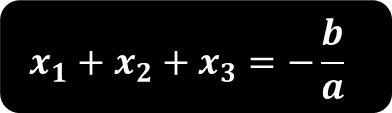 x₁ + x₂ + x₃ = −b/a